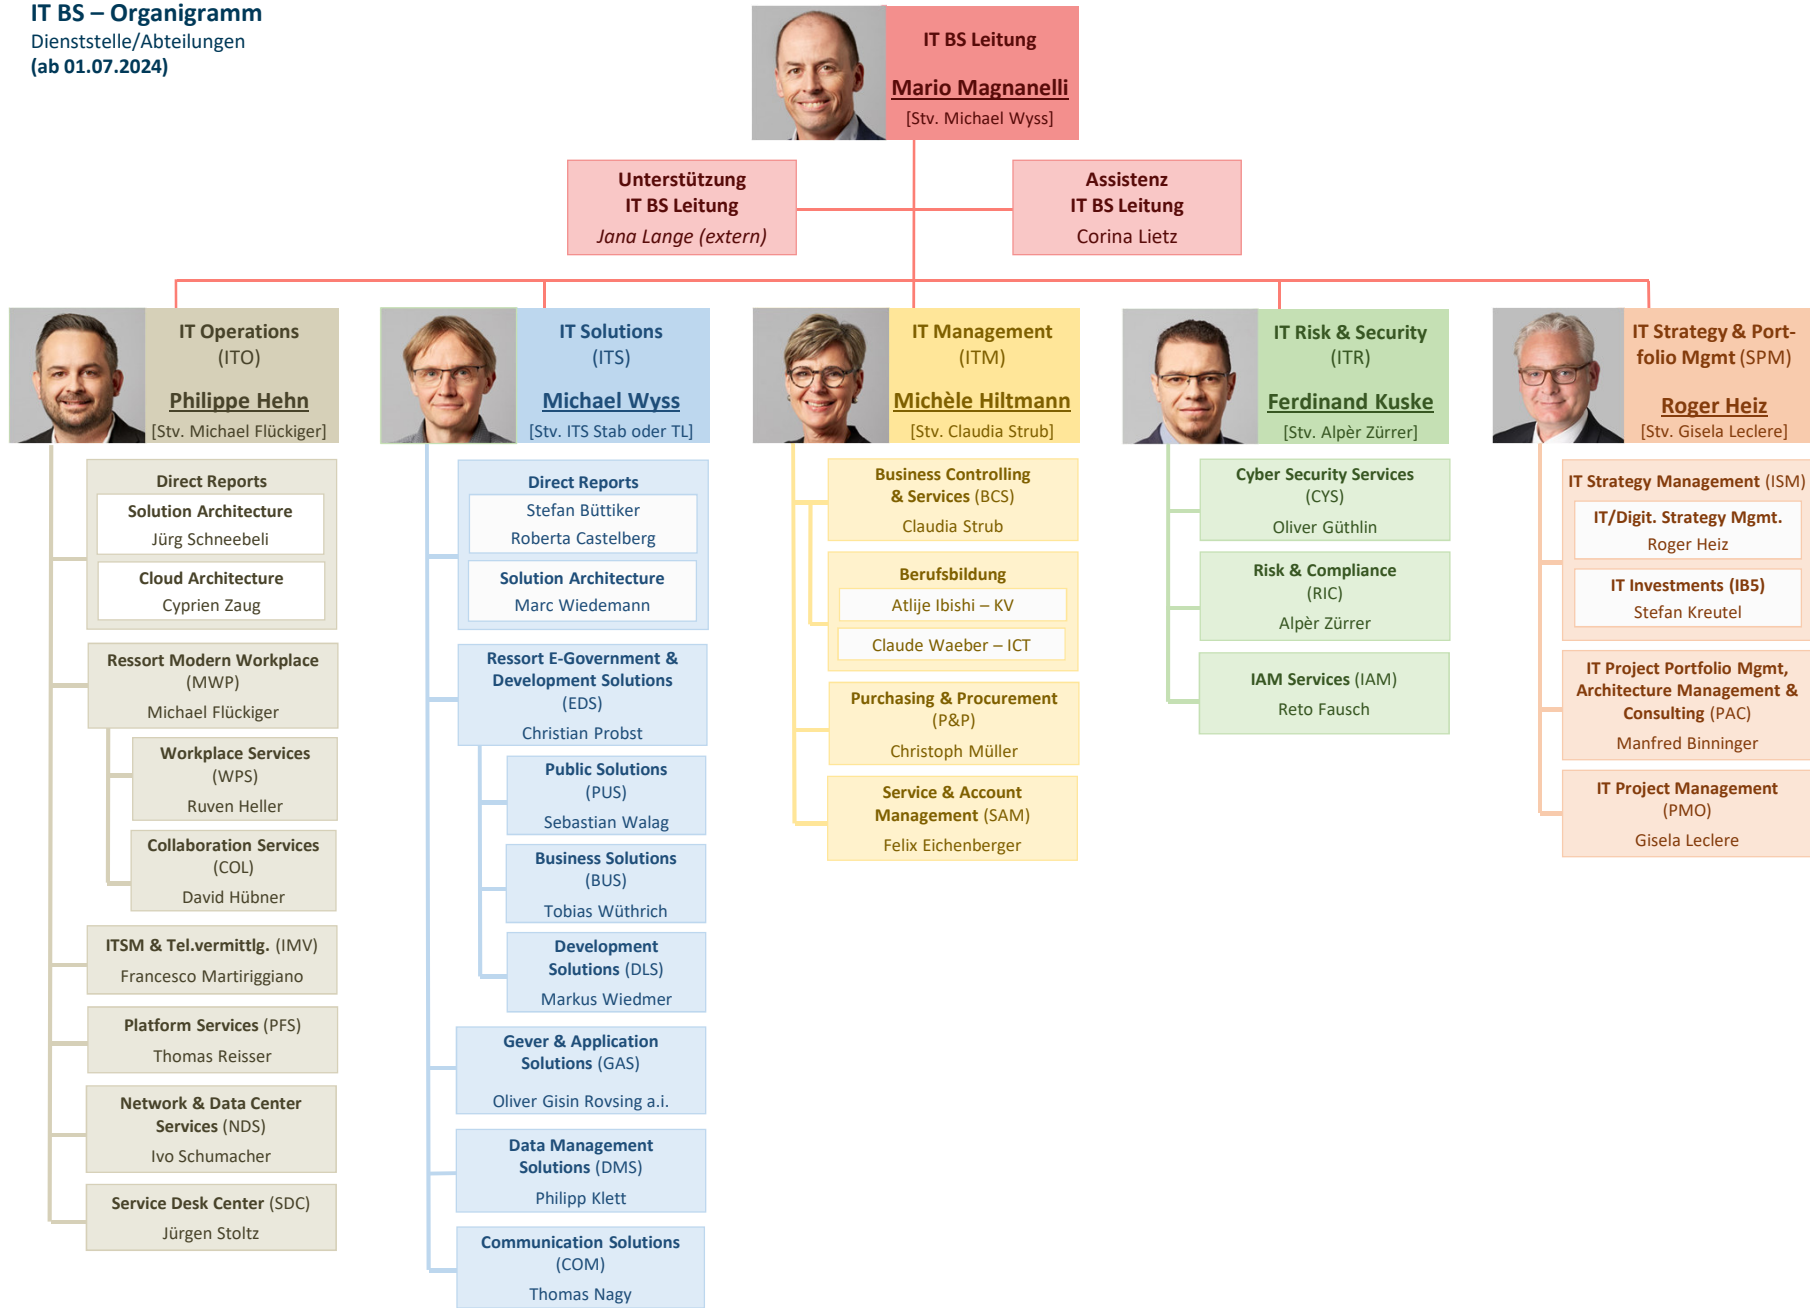 IT BS – Organigramm
Dienststelle/Abteilungen
(ab 01.07.2024)
IT BS Leitung
Mario Magnanelli
[Stv. Michael Wyss]
Unterstützung
IT BS Leitung
Jana Lange (extern)
Assistenz
IT BS Leitung
Corina Lietz
IT Operations
(ITO)
Philippe Hehn
[Stv. Michael Flückiger]
Direct Reports
Solution Architecture
Jürg Schneebeli
Cloud Architecture
Cyprien Zaug
Ressort Modern Workplace
(MWP)
Michael Flückiger
Workplace Services
(WPS)
Ruven Heller
Collaboration Services
(COL)
David Hübner
ITSM & Tel.vermittlg. (IMV)
Francesco Martiriggiano
Platform Services (PFS)
Thomas Reisser
Network & Data Center
Services (NDS)
Ivo Schumacher
Service Desk Center (SDC)
Jürgen Stoltz
IT Solutions
(ITS)
Michael Wyss
[Stv. ITS Stab oder TL]
Direct Reports
Stefan Büttiker
Roberta Castelberg
Solution Architecture
Marc Wiedemann
Ressort E-Government &
Development Solutions
(EDS)
Christian Probst
Public Solutions
(PUS)
Sebastian Walag
Business Solutions
(BUS)
Tobias Wüthrich
Development
Solutions (DLS)
Markus Wiedmer
Gever & Application
Solutions (GAS)
Oliver Gisin Rovsing a.i.
Data Management
Solutions (DMS)
Philipp Klett
Communication Solutions
(COM)
Thomas Nagy
IT Management
(ITM)
Michèle Hiltmann
[Stv. Claudia Strub]
Business Controlling
& Services (BCS)
Claudia Strub
Berufsbildung
Atlije Ibishi – KV
Claude Waeber – ICT
Purchasing & Procurement
(P&P)
Christoph Müller
Service & Account
Management (SAM)
Felix Eichenberger
IT Risk & Security
(ITR)
Ferdinand Kuske
[Stv. Alpèr Zürrer]
Cyber Security Services
(CYS)
Oliver Güthlin
Risk & Compliance
(RIC)
Alpèr Zürrer
IAM Services (IAM)
Reto Fausch
IT Strategy & Port-
folio Mgmt (SPM)
Roger Heiz
[Stv. Gisela Leclere]
IT Strategy Management (ISM)
IT/Digit. Strategy Mgmt.
Roger Heiz
IT Investments (IB5)
Stefan Kreutel
IT Project Portfolio Mgmt,
Architecture Management &
Consulting (PAC)
Manfred Binninger
IT Project Management
(PMO)
Gisela Leclere